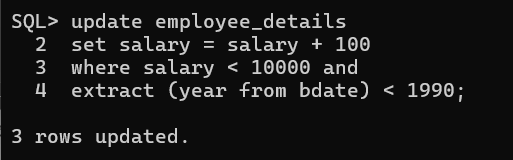 SQL> update employee_details
  2  set salary = salary + 100
  3  where salary < 10000 and
  4  extract (year from bdate) < 1990;
3 rows updated.